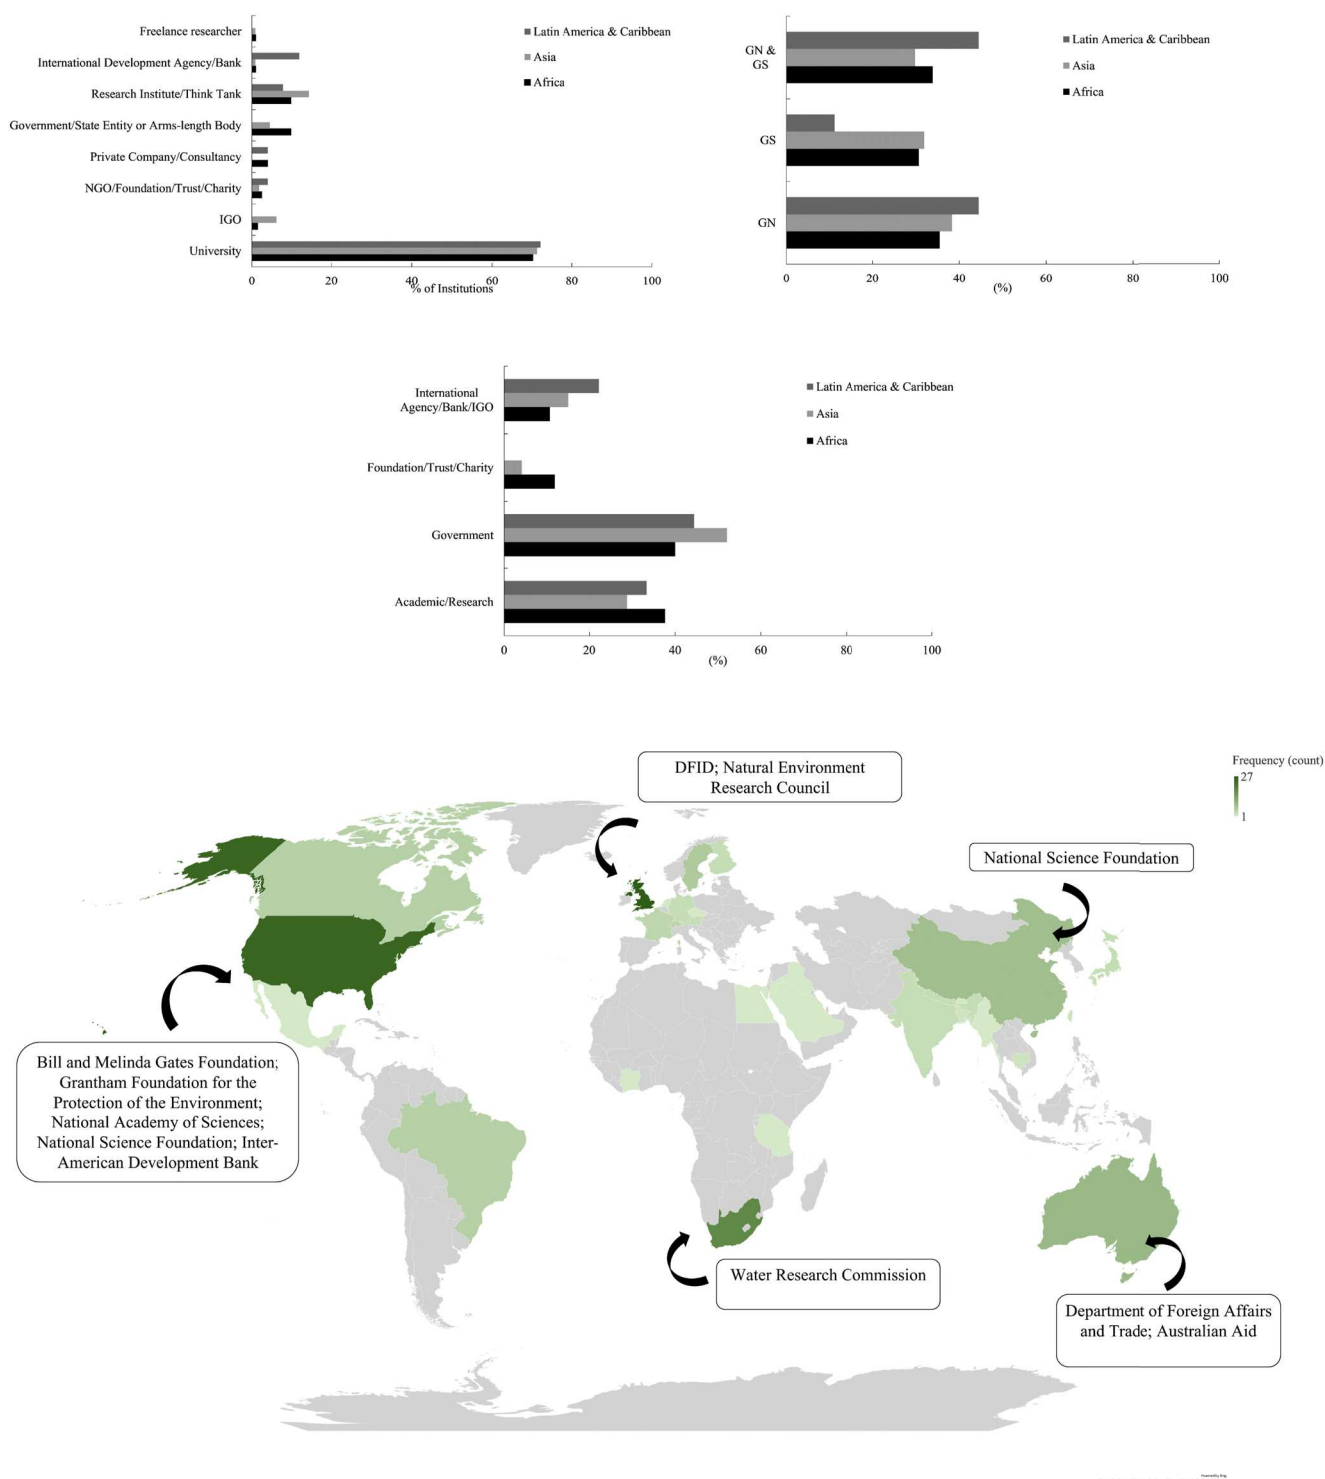 Freelance researcher
International Development Agency/Bank
Research Institute/Think Tank
Government/State Entity or Arms-length Body
Private Company/Consultancy
NGO/Foundation/Trust/Charity
IGO
University
0 20 40 60 80 100
% of Institutions
Latin America & Caribbean
Asia
Africa
GN &
GS
GS
GN
0 20 40 60 80 100
(%)
Latin America & Caribbean
Asia
Africa
International
Agency/Bank/IGO
Foundation/Trust/Charity
Government
Academic/Research
0 20 40 60 80 100
(%)
Latin America & Caribbean
Asia
Africa
DFID; Natural Environment
Research Council
Frequency (count)
27
1
National Science Foundation
Bill and Melinda Gates Foundation;
Grantham Foundation for the
Protection of the Environment;
National Academy of Sciences;
National Science Foundation; Inter-
American Development Bank
Water Research Commission
Department of Foreign Affairs
and Trade; Australian Aid
Powered by Bing